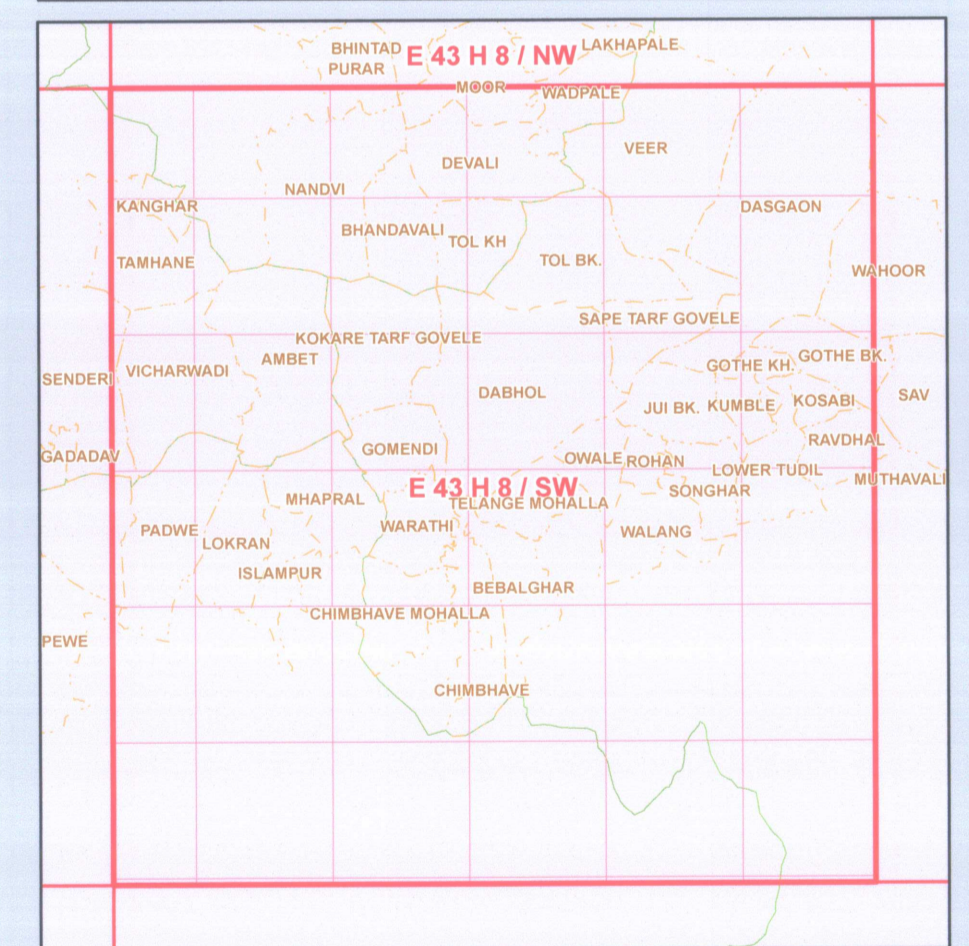 BHINTAD
LAKHAPALE
E 43 H 8 / NW
PURAR
MOOR
WADPALE
VEER
DEVALI
NANDVI
KANGHAR
DASGAON
BHANDAVALI
TOL KH
TOL BK.
TAMHANE
WAHOOR
SAPE TARF GOVELE
KOKARE TARF GOVELE
AMBET
GOTHE BK.
GOTHE KH.
VICHARWADI
SENDERI
DABHOL
SAV
JUI BK.
KUMBLE
KOSABI
RAVDHAL
GOMENDI
GADADAV
OWALE
ROHAN
LOWER TUDIL
MUTHAVALI
E 43 H 8 / SW
SONGHAR
MHAPRAL
TELANGE MOHALLA
WARATHI
PADWE
WALANG
LOKRAN
ISLAMPUR
BEBALGHAR
CHIMBHAVE MOHALLA
PEWE
CHIMBHAVE